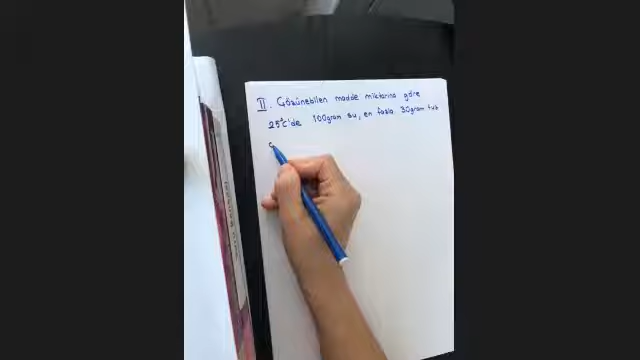 II. Çözünebilen madde miktarına göre
25°C'de 100gram su, en fazla 30gram tuz